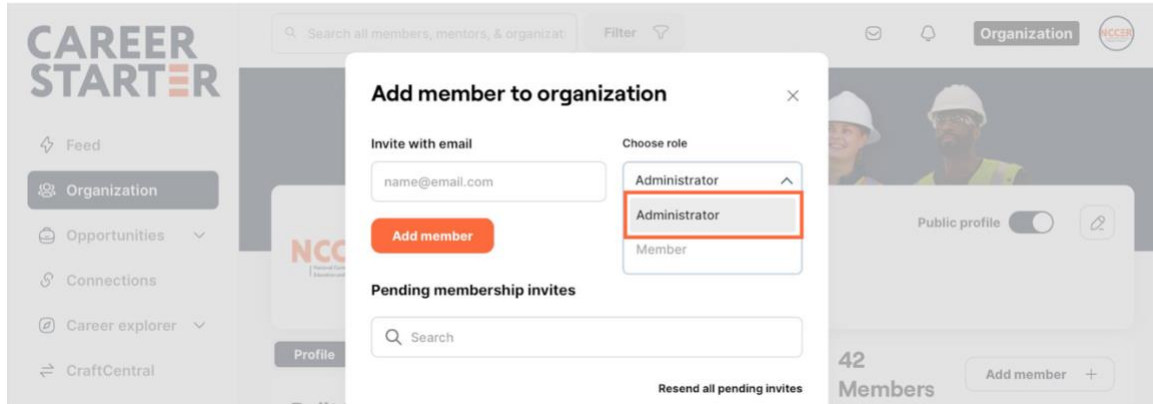 CAREER
STARTER
Search all members, mentors, & organizat
Filter
Organization
NCCER
Add member to organization
Feed
Invite with email
Choose role
name@email.com
Administrator
Organization
Administrator
Add member
Public profile
Opportunities
Member
NCC
Connections
Pending membership invites
Career explorer
Search
Profile
42
Members
Add member
CraftCentral
Resend all pending invites